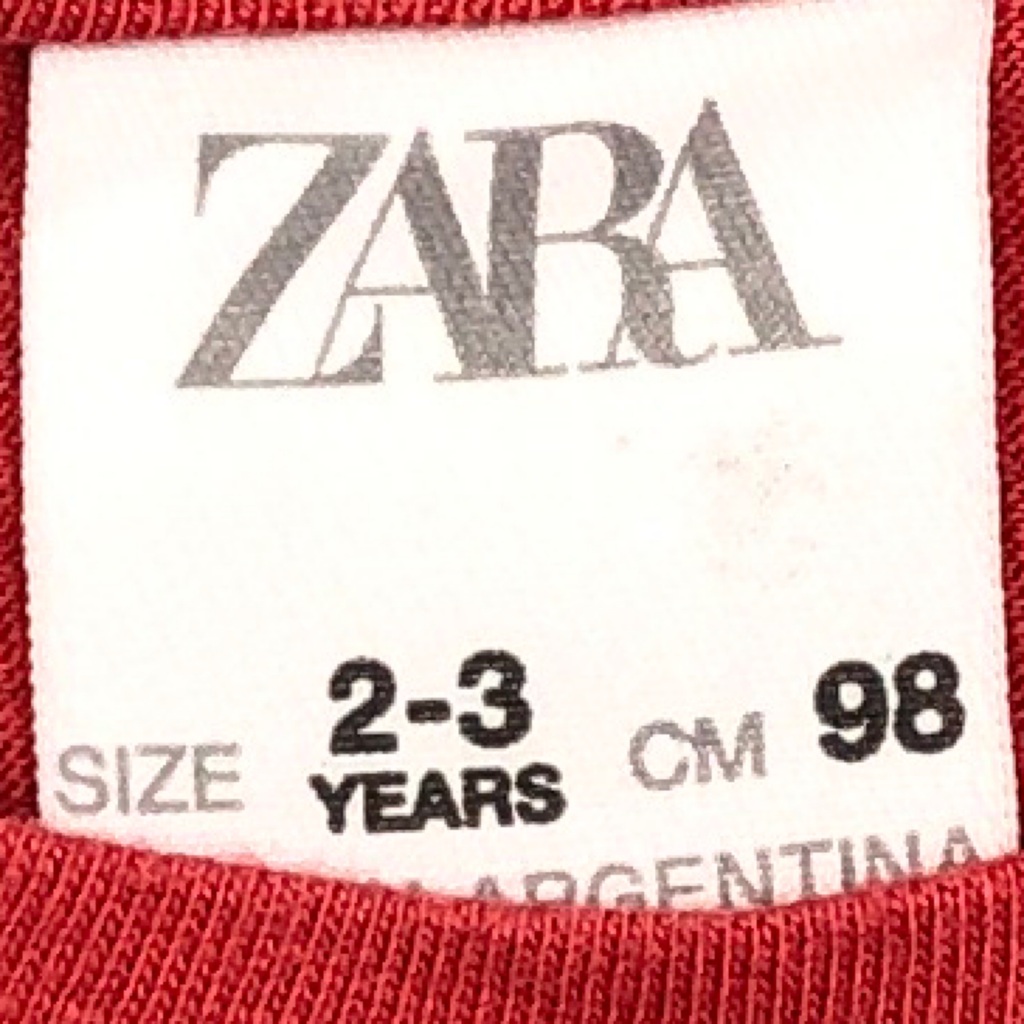 ZARA
SIZE 2-3 YEARS CM 98
ARGENTINA